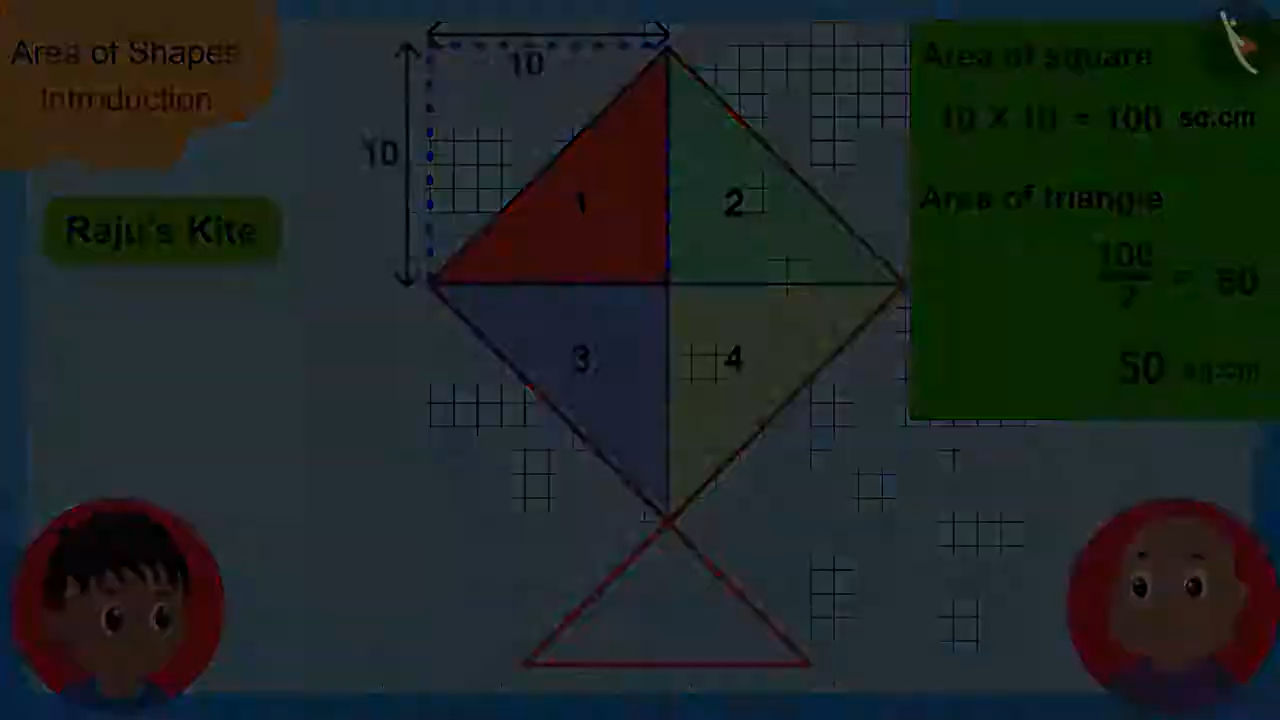 Area of Shapes
Introduction
Raju's Kite
10
10
1
2
3
4
Area of square
10 X 10 = 100 sq.cm
Area of triangle
100
2
=
50 sq.cm